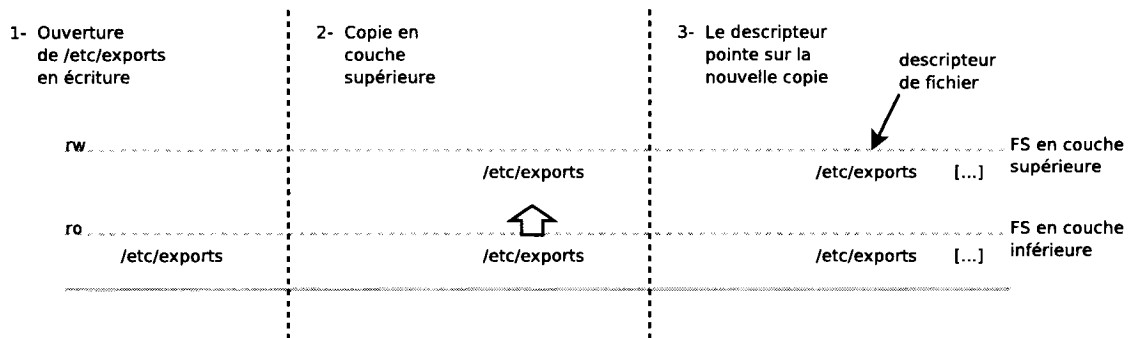 1- Ouverture
de /etc/exports
en écriture
2- Copie en
couche
supérieure
3- Le descripteur
pointe sur la
nouvelle copie
descripteur
de fichier
rw
FS en couche
supérieure
/etc/exports
/etc/exports
[...]
ro
FS en couche
inférieure
/etc/exports
/etc/exports
/etc/exports
[...]